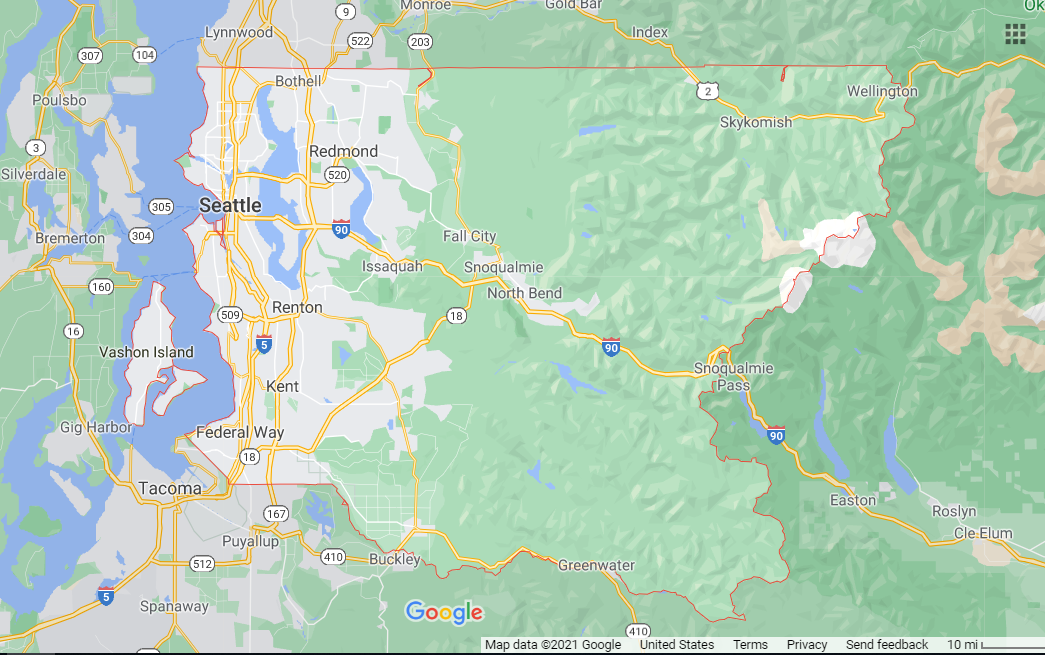 Monroe
Gold Bar
Ok
9
Lynnwood
522
203
Index
307
104
Bothell
2
Wellington
Poulsbo
Skykomish
3
Redmond
Silverdale
520
305
Seattle
304
90
Bremerton
Fall City
Issaquah
Snoqualmie
160
North Bend
Renton
509
18
16
5
90
Vashon Island
Snoqualmie
Pass
Kent
Gig Harbor
Federal Way
90
18
Tacoma
Easton
167
Roslyn
Puyallup
Cle Elum
410
Buckley
512
Greenwater
5
Spanaway
Google
410
Map data ©2021 Google United States Terms Privacy Send feedback 10 mi